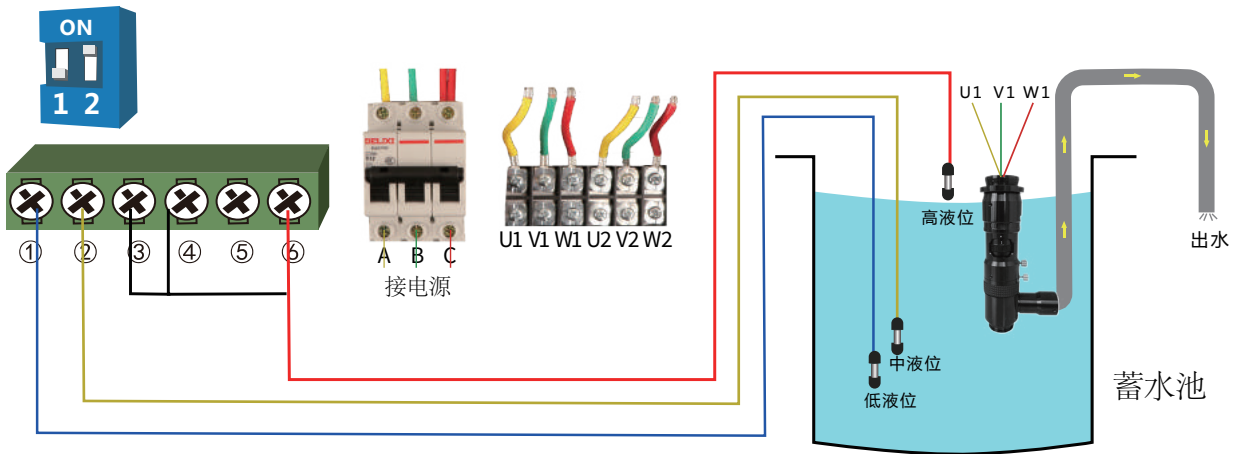 ON
1 2
DELIXI
① ② ③ ④ ⑤ ⑥
A B C
接电源
U1 V1 W1 U2 V2 W2
U1 V1 W1
高液位
中液位
低液位
出水
蓄水池